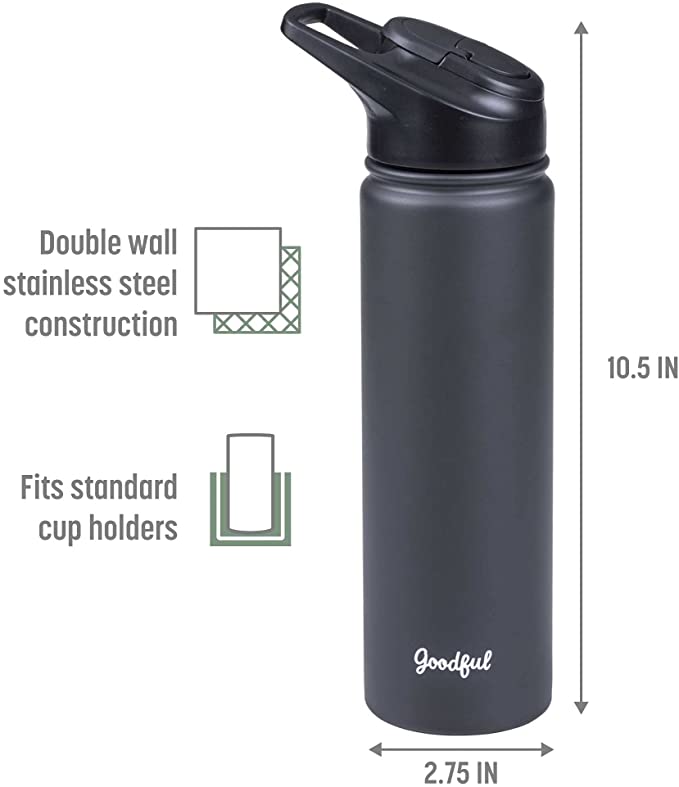 Double wall
stainless steel
construction
Fits standard
cup holders
10.5 IN
goodful
2.75 IN